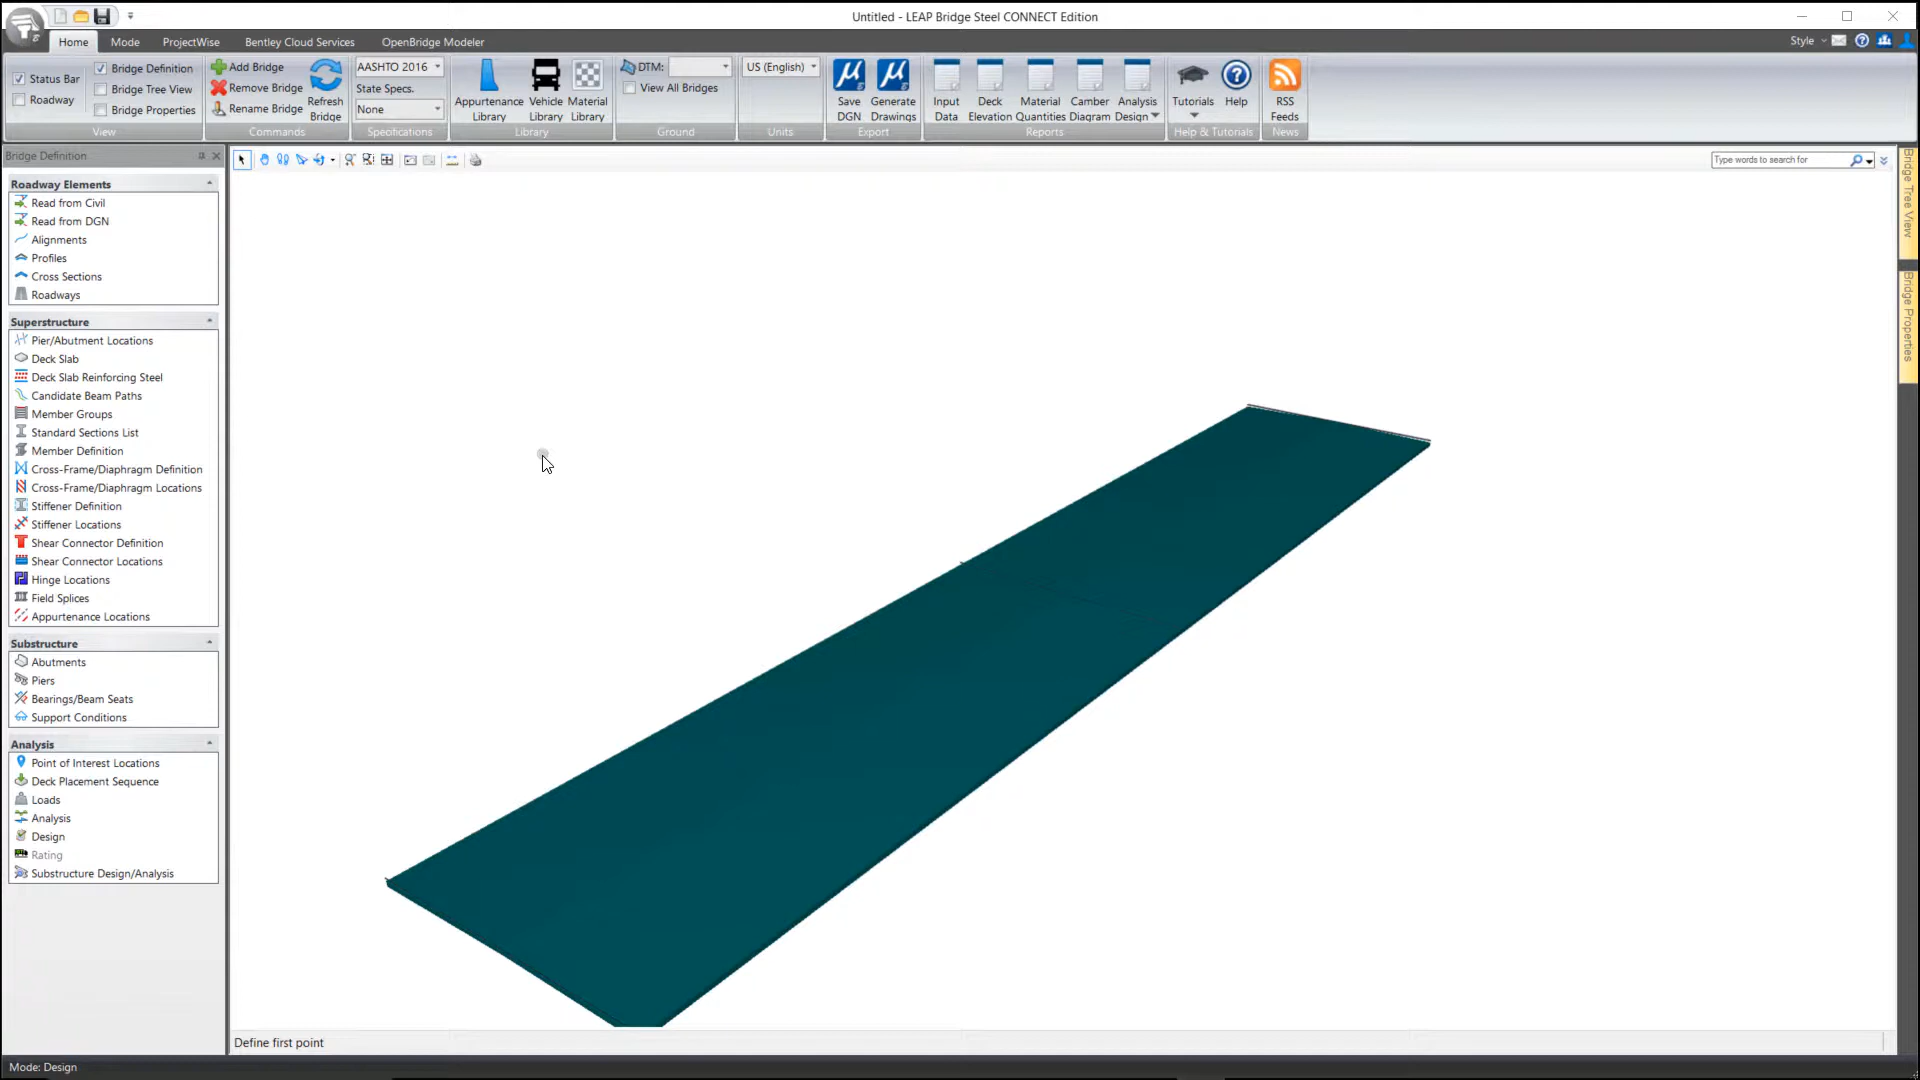 Untitled - LEAP Bridge Steel CONNECT Edition
Home Mode ProjectWise Bentley Cloud Services OpenBridge Modeler Style
Status Bar
Roadway
Bridge Definition
Bridge Tree View
Bridge Properties
View
Add Bridge
Remove Bridge
Rename Bridge
Refresh
Bridge
Commands
AASHTO 2016
State Specs.
None
Specifications
Appurtenance
Library
Vehicle
Library
Material
Library
Library
DTM:
View All Bridges
Ground
US (English)
Units
Save
DGN
Generate
Drawings
Export
Input
Data
Deck
Elevation
Material
Quantities
Camber
Diagram
Analysis
Design
Reports
Tutorials
Help
Help & Tutorials
RSS
Feeds
News
Bridge Definition
Type words to search for
Roadway Elements
Read from Civil
Read from DGN
Alignments
Profiles
Cross Sections
Roadways
Superstructure
Pier/Abutment Locations
Deck Slab
Deck Slab Reinforcing Steel
Candidate Beam Paths
Member Groups
Standard Sections List
Member Definition
Cross-Frame/Diaphragm Definition
Cross-Frame/Diaphragm Locations
Stiffener Definition
Stiffener Locations
Shear Connector Definition
Shear Connector Locations
Hinge Locations
Field Splices
Appurtenance Locations
Substructure
Abutments
Piers
Bearings/Beam Seats
Support Conditions
Analysis
Point of Interest Locations
Deck Placement Sequence
Loads
Analysis
Design
Rating
Substructure Design/Analysis
Bridge Tree View
Bridge Properties
Define first point
Mode: Design